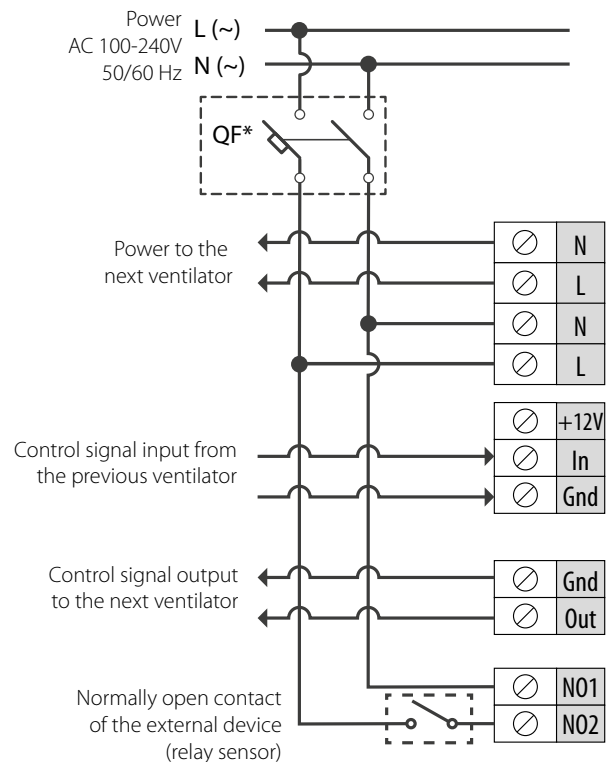 Power
AC 100-240V
50/60 Hz
L (~)
N (~)
QF*
Power to the
next ventilator
N
L
N
L
Control signal input from
the previous ventilator
+12V
In
Gnd
Control signal output
to the next ventilator
Gnd
Out
Normally open contact
of the external device
(relay sensor)
NO1
NO2